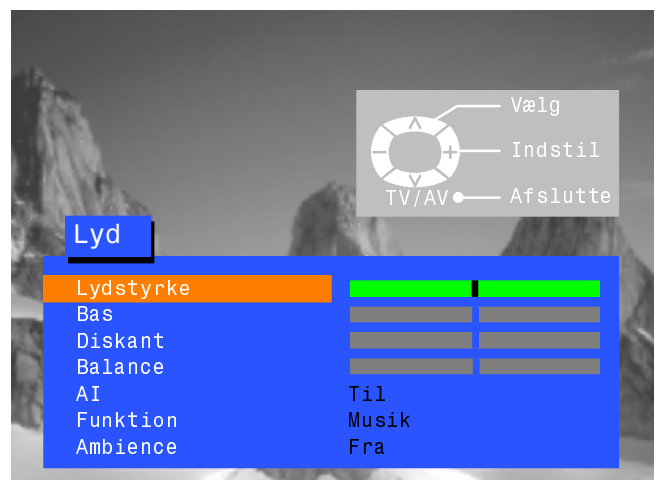 Vælg
Indstil
TV/AV Afslutte
Lyd
Lydstyrke
Bas
Diskant
Balance
AI Til
Funktion Musik
Ambience Fra